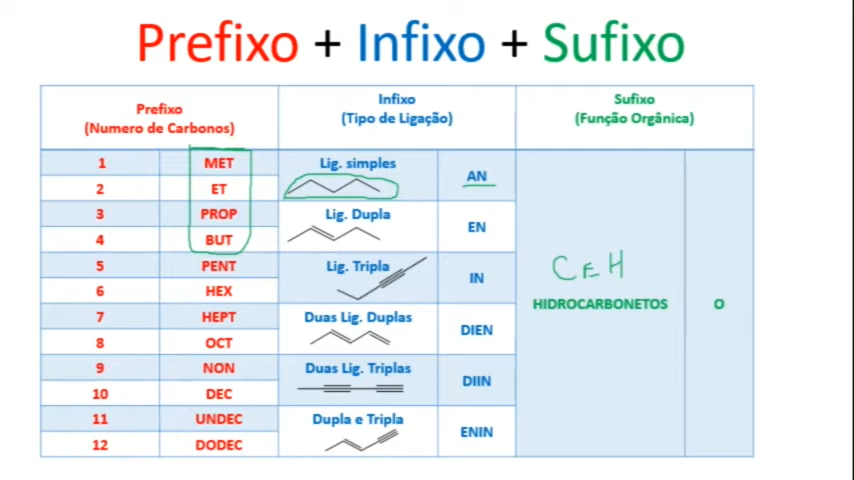 Prefixo + Infixo + Sufixo
Prefixo
(Numero de Carbonos)
Infixo
(Tipo de Ligação)
Sufixo
(Função Orgânica)
1 MET
2 ET
3 PROP
4 BUT
5 PENT
6 HEX
7 HEPT
8 OCT
9 NON
10 DEC
11 UNDEC
12 DODEC
Lig. simples AN
Lig. Dupla EN
Lig. Tripla IN
Duas Lig. Duplas DIEN
Duas Lig. Triplas DIIN
Dupla e Tripla ENIN
C E H
HIDROCARBONETOS O